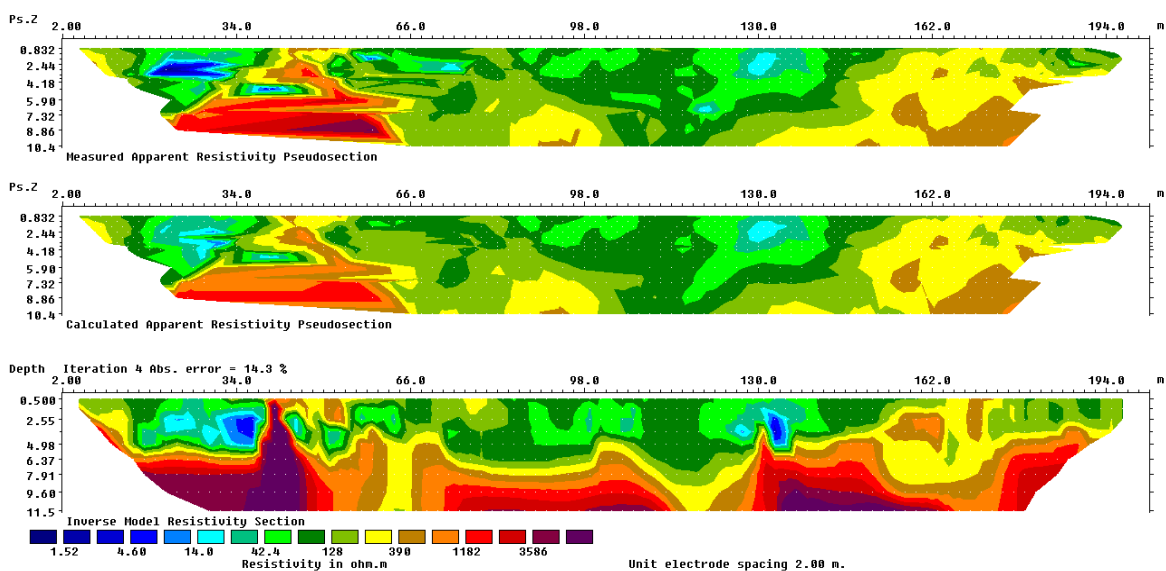 Ps.Z
2.00 34.0 66.0 98.0 130.0 162.0 194.0 m
0.832
2.44
4.18
5.90
7.32
8.86
10.4
Measured Apparent Resistivity Pseudosection
Ps.Z
2.00 34.0 66.0 98.0 130.0 162.0 194.0 m
0.832
2.44
4.18
5.90
7.32
8.86
10.4
Calculated Apparent Resistivity Pseudosection
Depth Iteration 4 Abs. error = 14.3 %
2.00 34.0 66.0 98.0 130.0 162.0 194.0 m
0.500
2.55
4.98
6.37
7.91
9.60
11.5
Inverse Model Resistivity Section
1.52 4.60 14.0 42.4 128 390 1182 3586
Resistivity in ohm.m Unit electrode spacing 2.00 m.